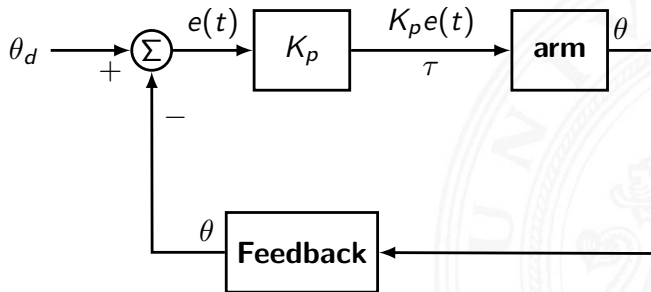 θ_d
+
−
Σ
e(t)
K_p
K_p e(t)
τ
arm
θ
θ
Feedback
U N I